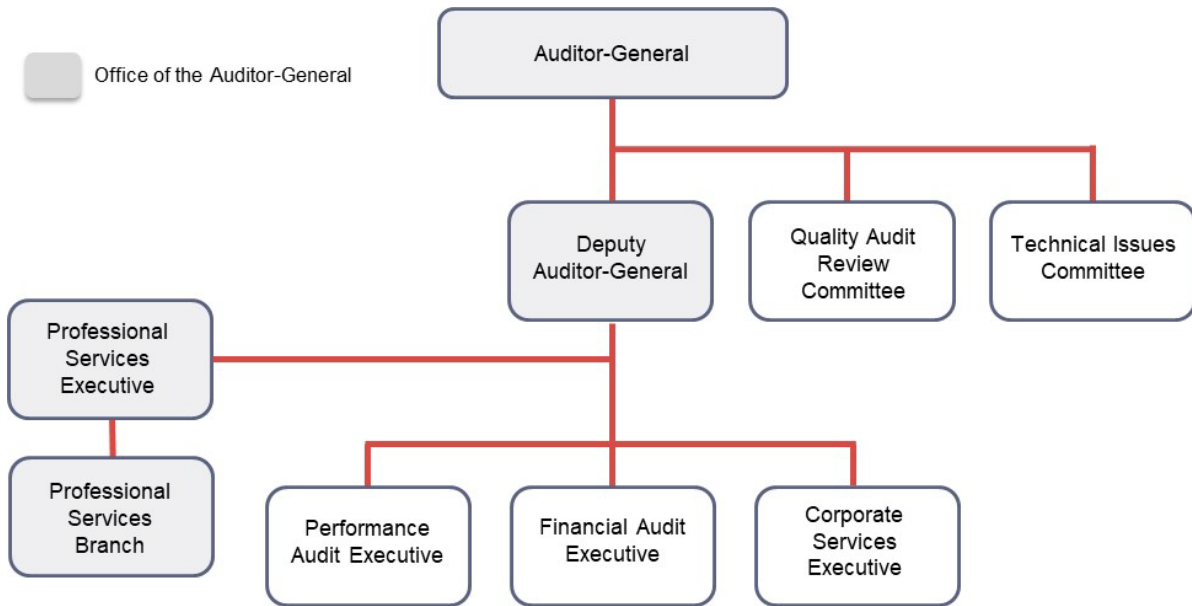 Auditor-General
Office of the Auditor-General
Deputy
Auditor-General
Quality Audit
Review
Committee
Technical Issues
Committee
Professional
Services
Executive
Professional
Services
Branch
Performance
Audit Executive
Financial Audit
Executive
Corporate
Services
Executive